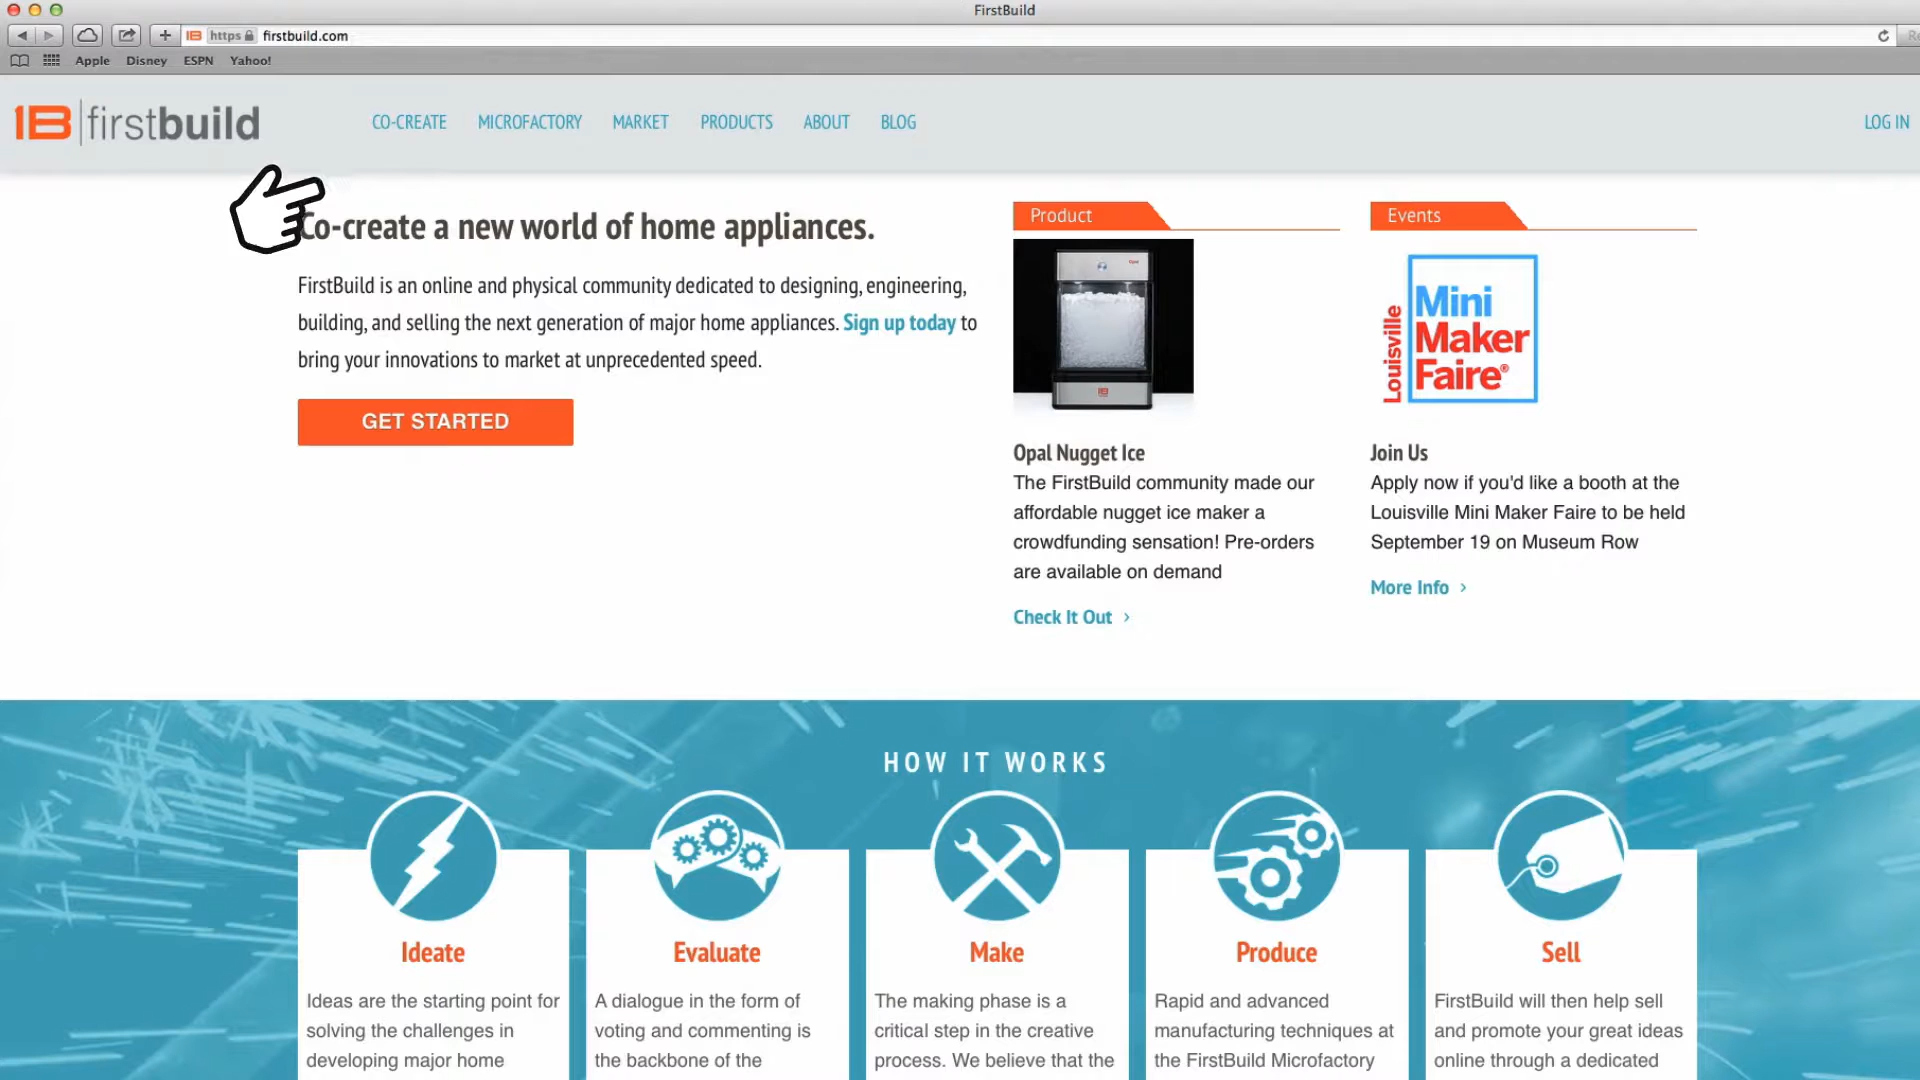 FirstBuild
https firstbuild.com
Apple Disney ESPN Yahoo!
1B firstbuild
CO-CREATE MICROFACTORY MARKET PRODUCTS ABOUT BLOG
LOG IN
Co-create a new world of home appliances.
FirstBuild is an online and physical community dedicated to designing, engineering,
building, and selling the next generation of major home appliances. Sign up today to
bring your innovations to market at unprecedented speed.
GET STARTED
Product
Opal Nugget Ice
The FirstBuild community made our
affordable nugget ice maker a
crowdfunding sensation! Pre-orders
are available on demand
Check It Out ›
Events
Louisville
Mini
Maker
Faire®
Join Us
Apply now if you'd like a booth at the
Louisville Mini Maker Faire to be held
September 19 on Museum Row
More Info ›
HOW IT WORKS
Ideate
Ideas are the starting point for
solving the challenges in
developing major home
Evaluate
A dialogue in the form of
voting and commenting is
the backbone of the
Make
The making phase is a
critical step in the creative
process. We believe that the
Produce
Rapid and advanced
manufacturing techniques at
the FirstBuild Microfactory
Sell
FirstBuild will then help sell
and promote your great ideas
online through a dedicated